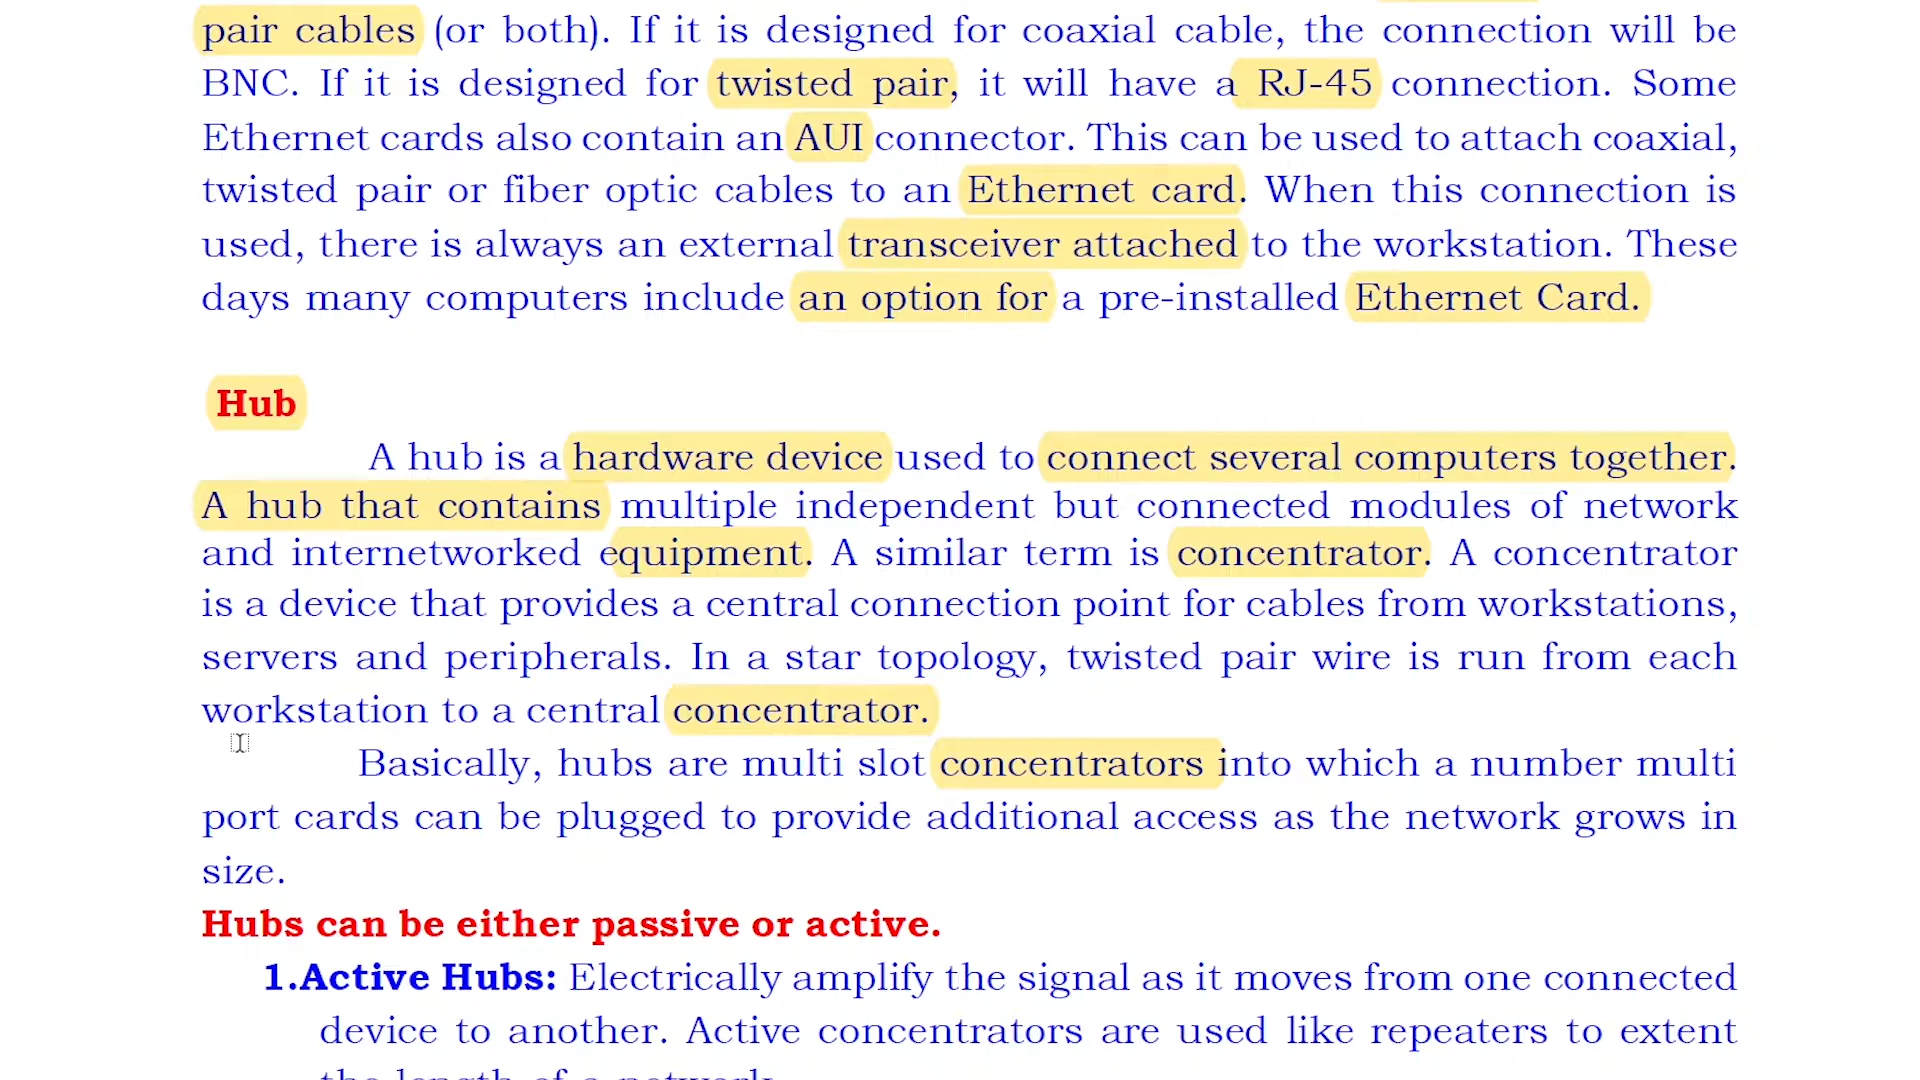 pair cables (or both). If it is designed for coaxial cable, the connection will be
BNC. If it is designed for twisted pair, it will have a RJ-45 connection. Some
Ethernet cards also contain an AUI connector. This can be used to attach coaxial,
twisted pair or fiber optic cables to an Ethernet card. When this connection is
used, there is always an external transceiver attached to the workstation. These
days many computers include an option for a pre-installed Ethernet Card.
Hub
A hub is a hardware device used to connect several computers together.
A hub that contains multiple independent but connected modules of network
and internetworked equipment. A similar term is concentrator. A concentrator
is a device that provides a central connection point for cables from workstations,
servers and peripherals. In a star topology, twisted pair wire is run from each
workstation to a central concentrator.
Basically, hubs are multi slot concentrators into which a number multi
port cards can be plugged to provide additional access as the network grows in
size.
Hubs can be either passive or active.
1.Active Hubs: Electrically amplify the signal as it moves from one connected
device to another. Active concentrators are used like repeaters to extent
the length of a network.